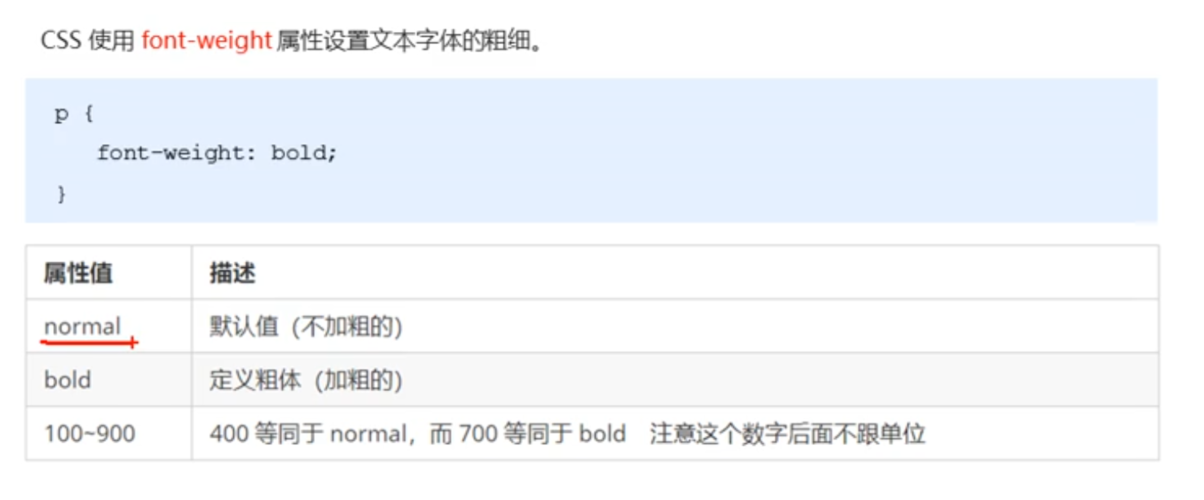 CSS 使用 font-weight 属性设置文本字体的粗细。
p {
    font-weight: bold;
}
属性值 描述
normal 默认值（不加粗的）
bold 定义粗体（加粗的）
100~900 400 等同于 normal，而 700 等同于 bold 注意这个数字后面不跟单位